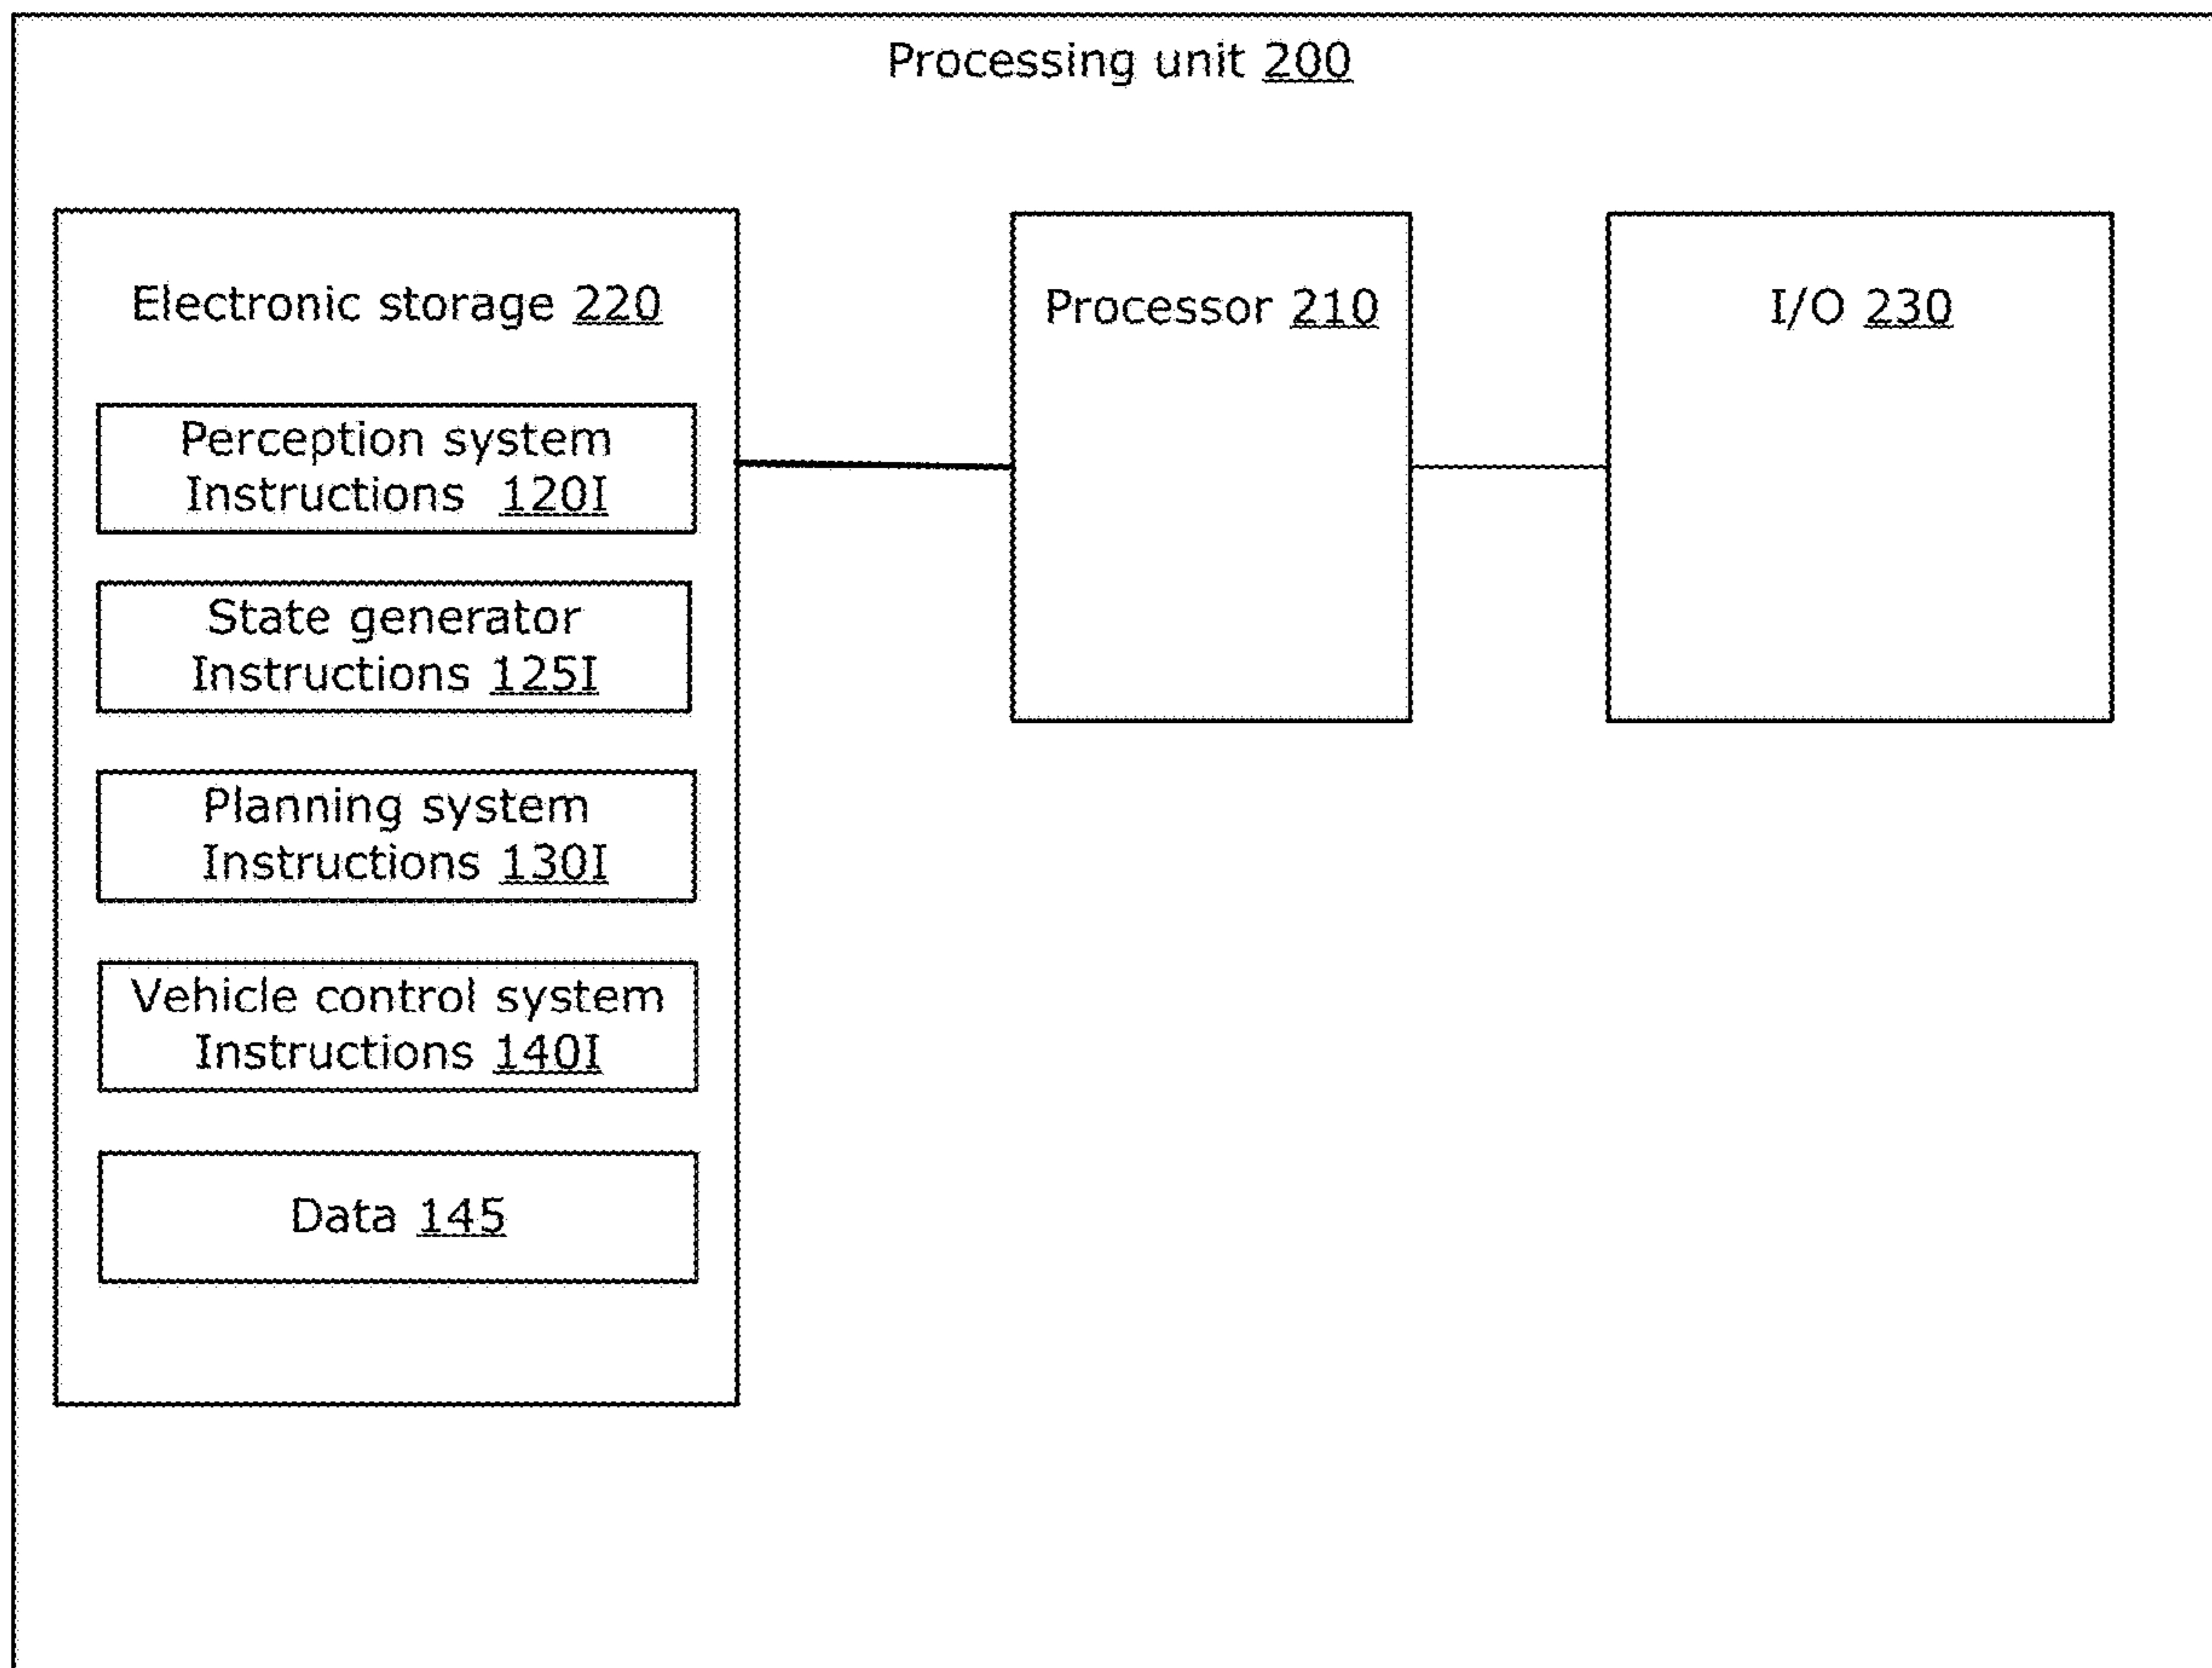 Processing unit 200
Electronic storage 220
Perception system
Instructions 120I
State generator
Instructions 125I
Planning system
Instructions 130I
Vehicle control system
Instructions 140I
Data 145
Processor 210
I/O 230